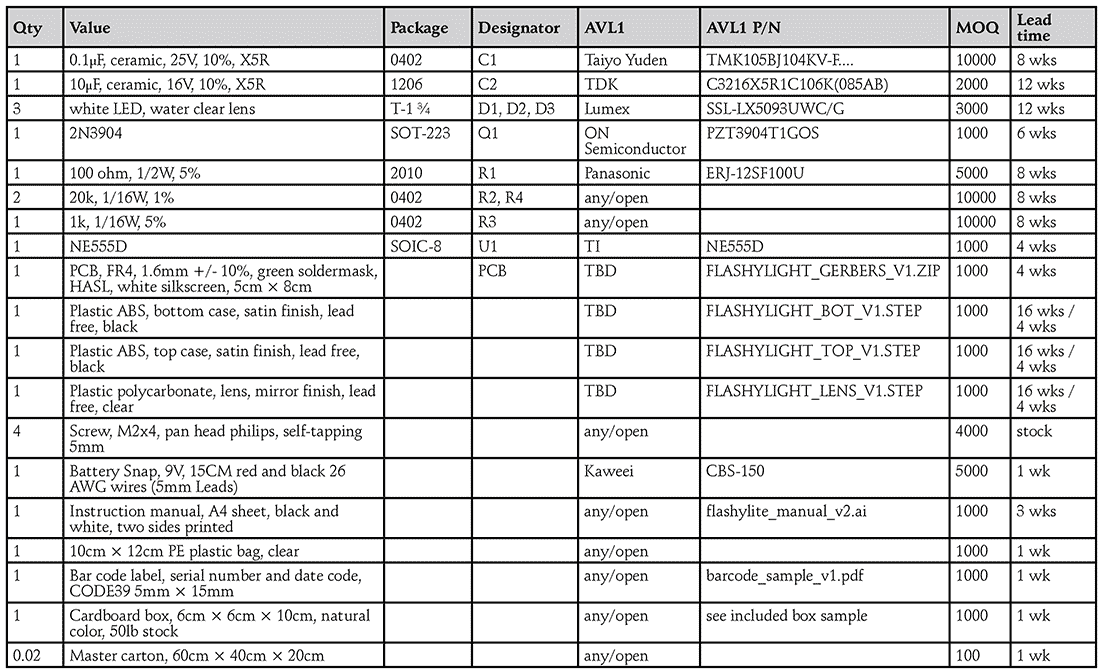 Qty Value Package Designator AVL1 AVL1 P/N MOQ Lead time
1 0.1µF, ceramic, 25V, 10%, X5R 0402 C1 Taiyo Yuden TMK105BJ104KV-F.... 10000 8 wks
1 10µF, ceramic, 16V, 10%, X5R 1206 C2 TDK C3216X5R1C106K(085AB) 2000 12 wks
3 white LED, water clear lens T-1 ¾ D1, D2, D3 Lumex SSL-LX5093UWC/G 3000 12 wks
1 2N3904 SOT-223 Q1 ON Semiconductor PZT3904T1GOS 1000 6 wks
1 100 ohm, 1/2W, 5% 2010 R1 Panasonic ERJ-12SF100U 5000 8 wks
2 20k, 1/16W, 1% 0402 R2, R4 any/open 10000 8 wks
1 1k, 1/16W, 5% 0402 R3 any/open 10000 8 wks
1 NE555D SOIC-8 U1 TI NE555D 1000 4 wks
1 PCB, FR4, 1.6mm +/- 10%, green soldermask, HASL, white silkscreen, 5cm × 8cm PCB TBD FLASHYLIGHT_GERBERS_V1.ZIP 1000 4 wks
1 Plastic ABS, bottom case, satin finish, lead free, black TBD FLASHYLIGHT_BOT_V1.STEP 1000 16 wks / 4 wks
1 Plastic ABS, top case, satin finish, lead free, black TBD FLASHYLIGHT_TOP_V1.STEP 1000 16 wks / 4 wks
1 Plastic polycarbonate, lens, mirror finish, lead free, clear TBD FLASHYLIGHT_LENS_V1.STEP 1000 16 wks / 4 wks
4 Screw, M2x4, pan head philips, self-tapping 5mm any/open 4000 stock
1 Battery Snap, 9V, 15CM red and black 26 AWG wires (5mm Leads) Kaweei CBS-150 5000 1 wk
1 Instruction manual, A4 sheet, black and white, two sides printed any/open flashylite_manual_v2.ai 1000 3 wks
1 10cm × 12cm PE plastic bag, clear any/open 1000 1 wk
1 Bar code label, serial number and date code, CODE39 5mm × 15mm any/open barcode_sample_v1.pdf 1000 1 wk
1 Cardboard box, 6cm × 6cm × 10cm, natural color, 50lb stock any/open see included box sample 1000 1 wk
0.02 Master carton, 60cm × 40cm × 20cm any/open 100 1 wk